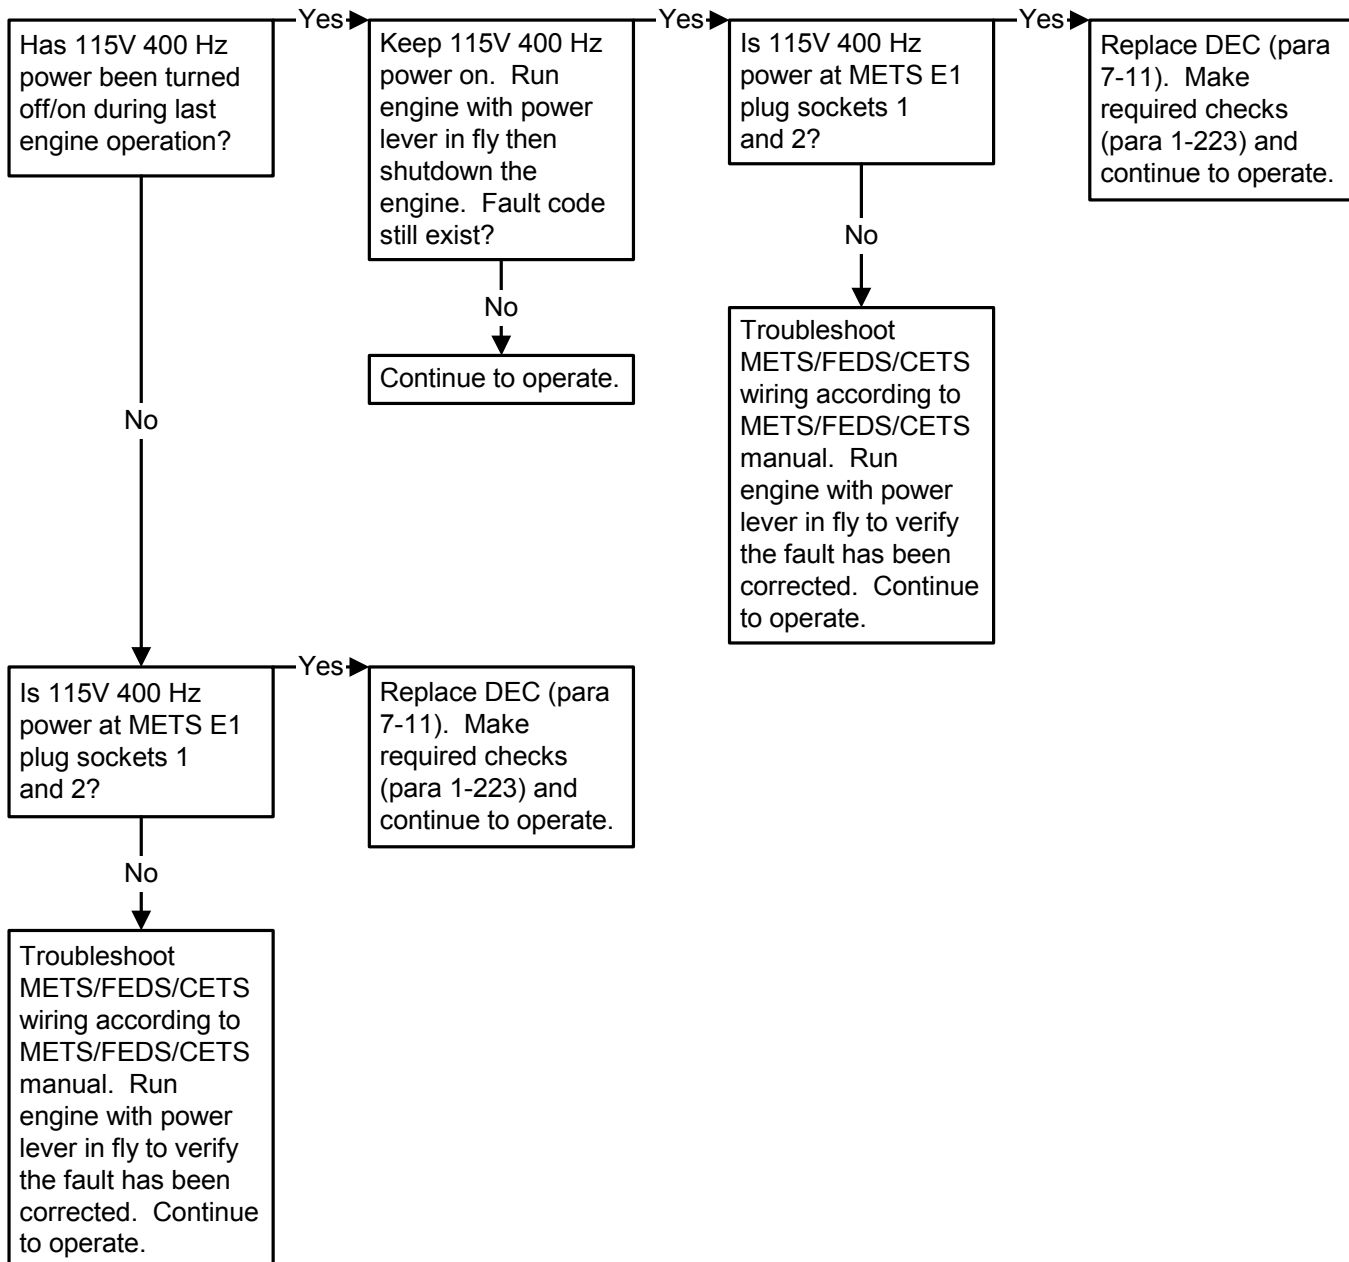 Has 115V 400 Hz
power been turned
off/on during last
engine operation?
Yes
Keep 115V 400 Hz
power on. Run
engine with power
lever in fly then
shutdown the
engine. Fault code
still exist?
Yes
Is 115V 400 Hz
power at METS E1
plug sockets 1
and 2?
Yes
Replace DEC (para
7-11). Make
required checks
(para 1-223) and
continue to operate.
No
Continue to operate.
No
Troubleshoot
METS/FEDS/CETS
wiring according to
METS/FEDS/CETS
manual. Run
engine with power
lever in fly to verify
the fault has been
corrected. Continue
to operate.
No
Is 115V 400 Hz
power at METS E1
plug sockets 1
and 2?
Yes
Replace DEC (para
7-11). Make
required checks
(para 1-223) and
continue to operate.
No
Troubleshoot
METS/FEDS/CETS
wiring according to
METS/FEDS/CETS
manual. Run
engine with power
lever in fly to verify
the fault has been
corrected. Continue
to operate.